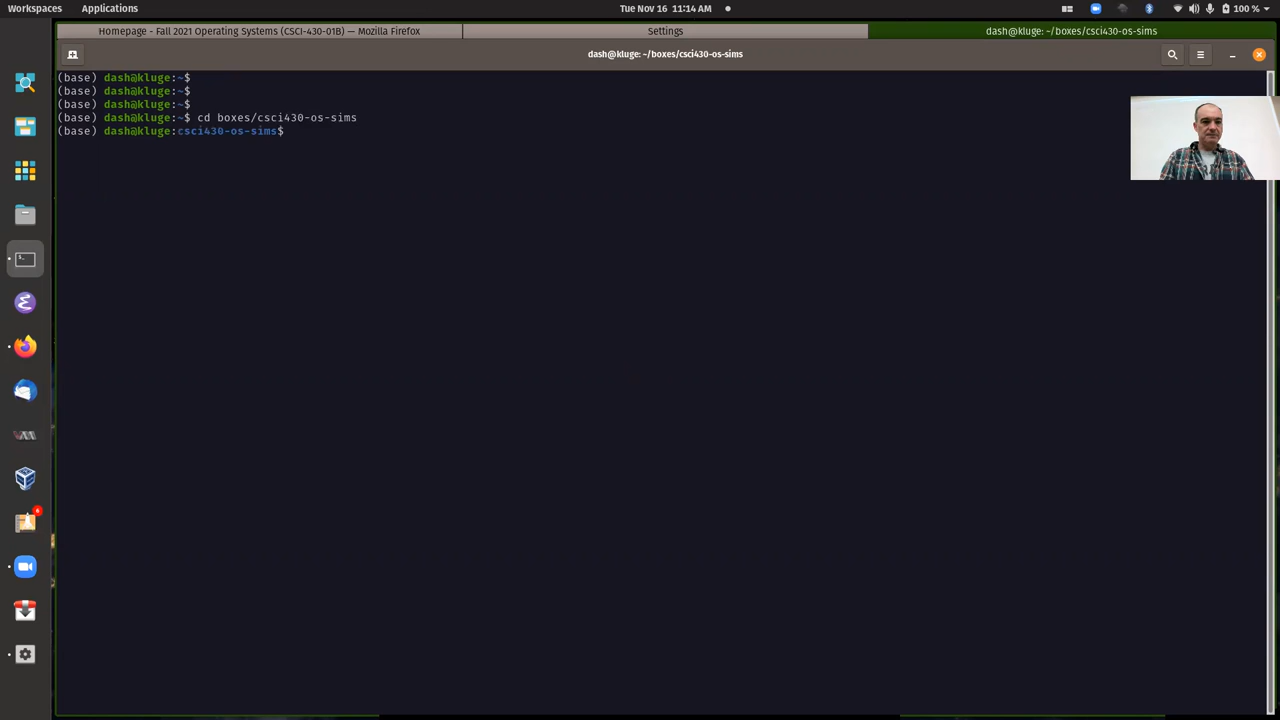 Workspaces
Applications
Tue Nov 16 11:14 AM
100 %
Homepage - Fall 2021 Operating Systems (CSCI-430-01B) — Mozilla Firefox
Settings
dash@kluge: ~/boxes/csci430-os-sims
dash@kluge: ~/boxes/csci430-os-sims
(base) dash@kluge:~$
(base) dash@kluge:~$
(base) dash@kluge:~$
(base) dash@kluge:~$ cd boxes/csci430-os-sims
(base) dash@kluge:csci430-os-sims$
6